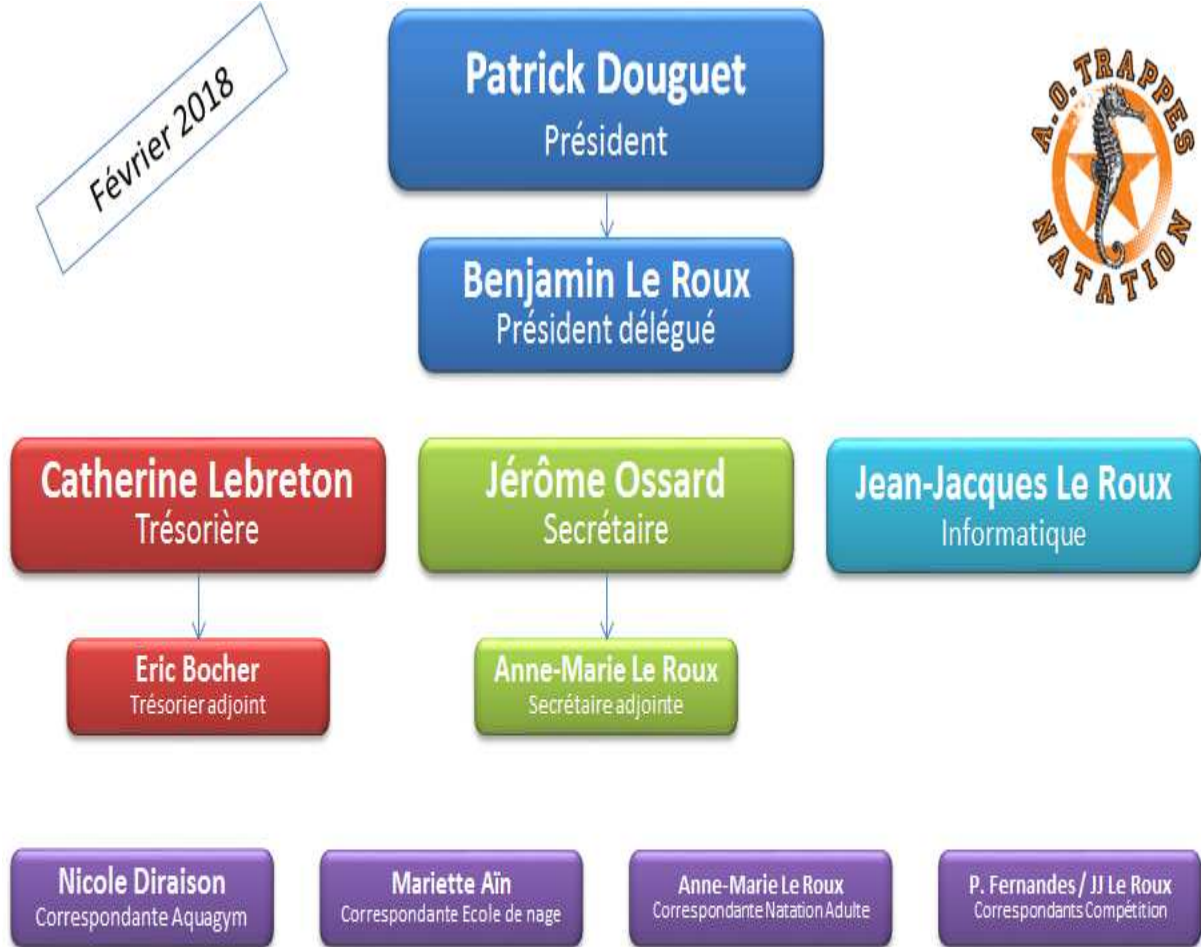 Février 2018
Patrick Douguet
Président
A.O. TRAPPES
NATATION
Benjamin Le Roux
Président délégué
Catherine Lebreton
Trésorière
Jérôme Ossard
Secrétaire
Jean-Jacques Le Roux
Informatique
Eric Bocher
Trésorier adjoint
Anne-Marie Le Roux
Secrétaire adjointe
Nicole Diraison
Correspondante Aquagym
Mariette Aïn
Correspondante Ecole de nage
Anne-Marie Le Roux
Correspondante Natation Adulte
P. Fernandes / JJ Le Roux
Correspondants Compétition